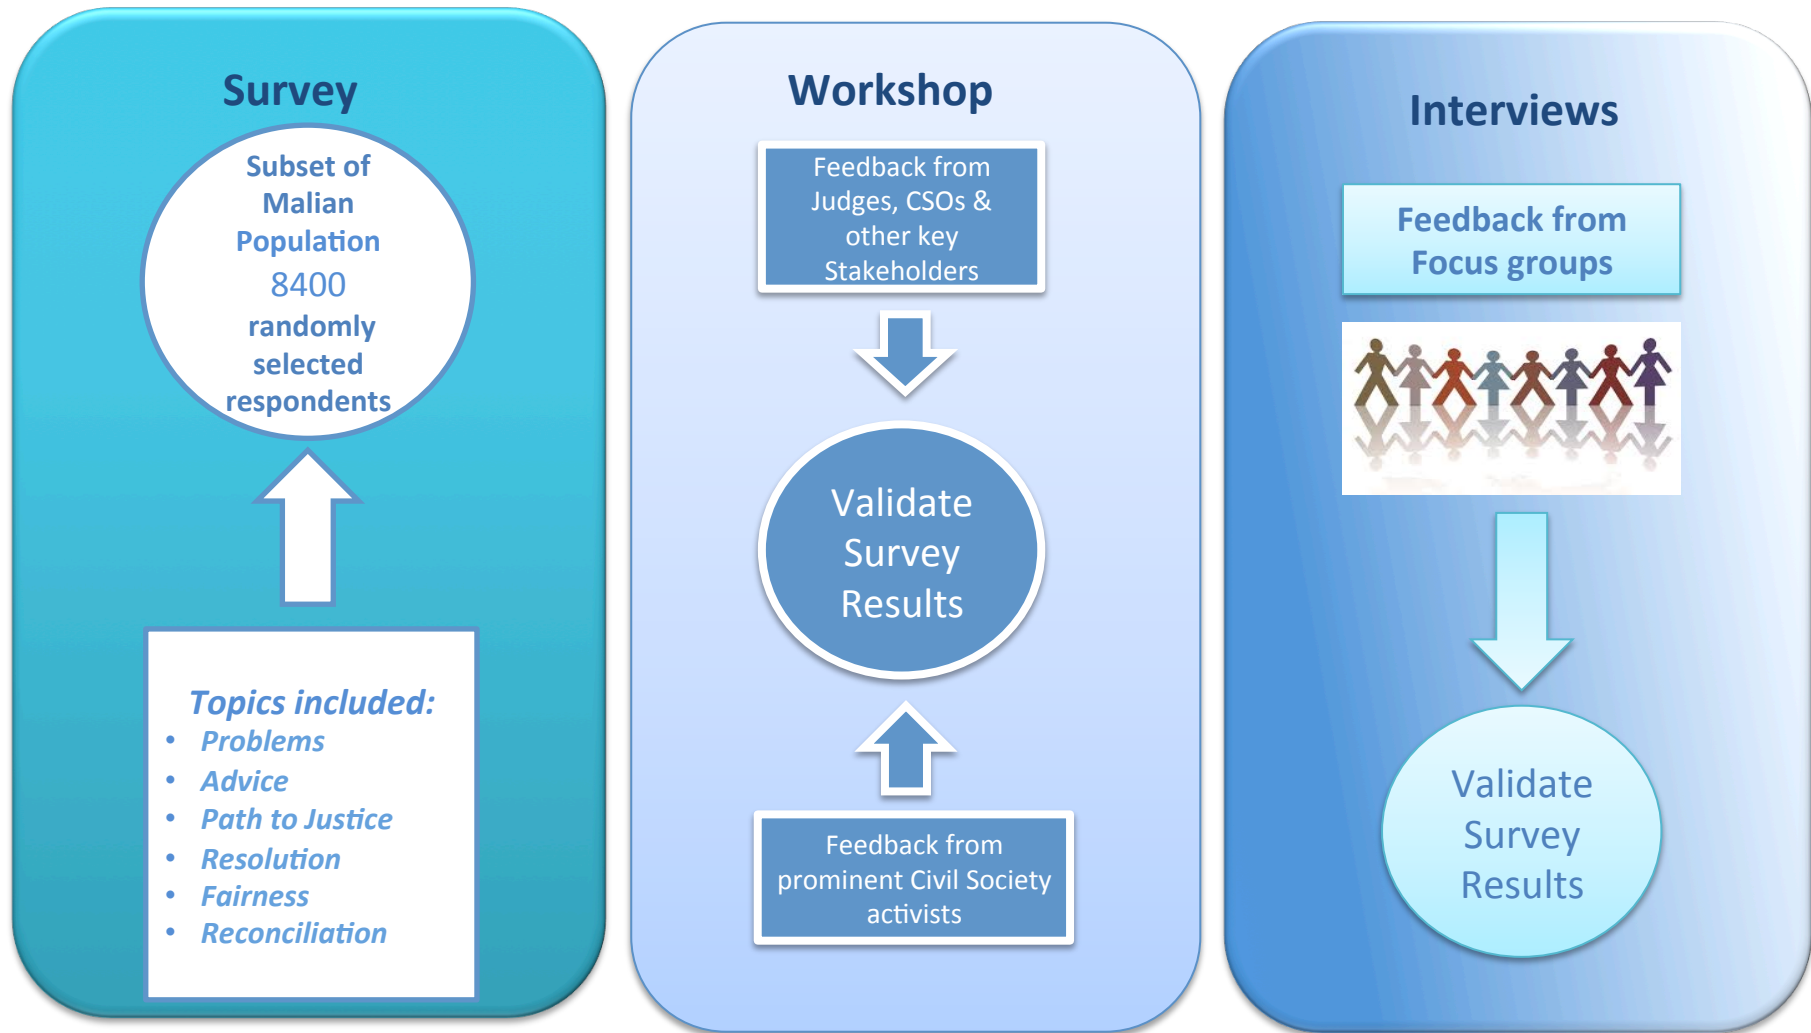 Survey
Subset of
Malian
Population
8400
randomly
selected
respondents
Topics included:
• Problems
• Advice
• Path to Justice
• Resolution
• Fairness
• Reconciliation
Workshop
Feedback from
Judges, CSOs &
other key
Stakeholders
Validate
Survey
Results
Feedback from
prominent Civil Society
activists
Interviews
Feedback from
Focus groups
Validate
Survey
Results